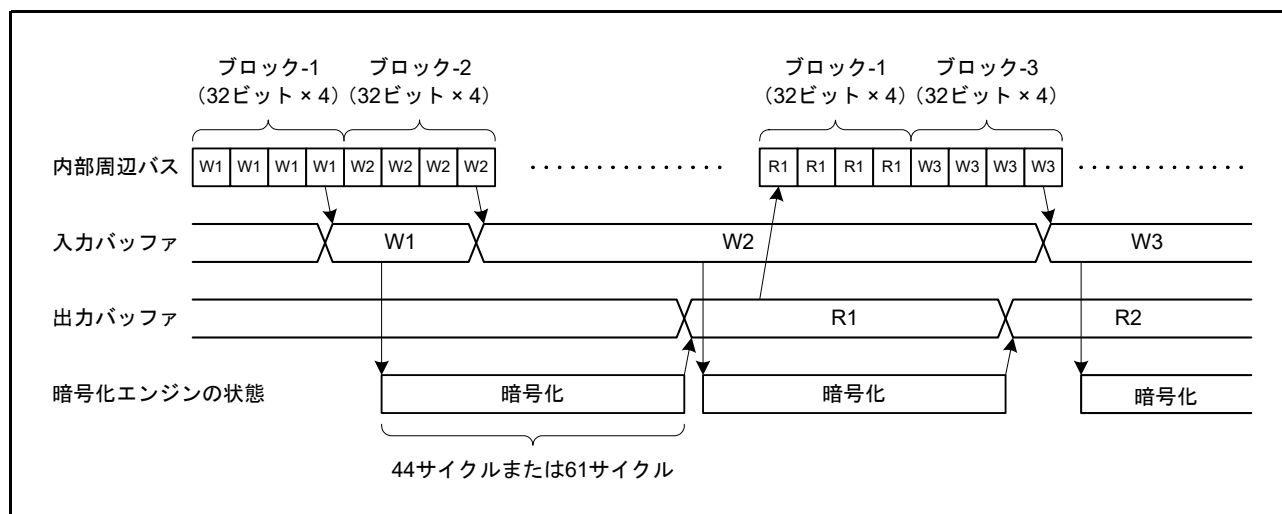 ブロック-1 ブロック-2 ブロック-1 ブロック-3
(32ビット × 4) (32ビット × 4) (32ビット × 4) (32ビット × 4)
内部周辺バス W1 W1 W1 W1 W2 W2 W2 W2 ・・・・・・・・・・・・・・・ R1 R1 R1 R1 W3 W3 W3 W3 ・・・・・・・・・・・・・
入力バッファ W1 W2 W3
出力バッファ R1 R2
暗号化エンジンの状態 暗号化 暗号化 暗号化
44サイクルまたは61サイクル